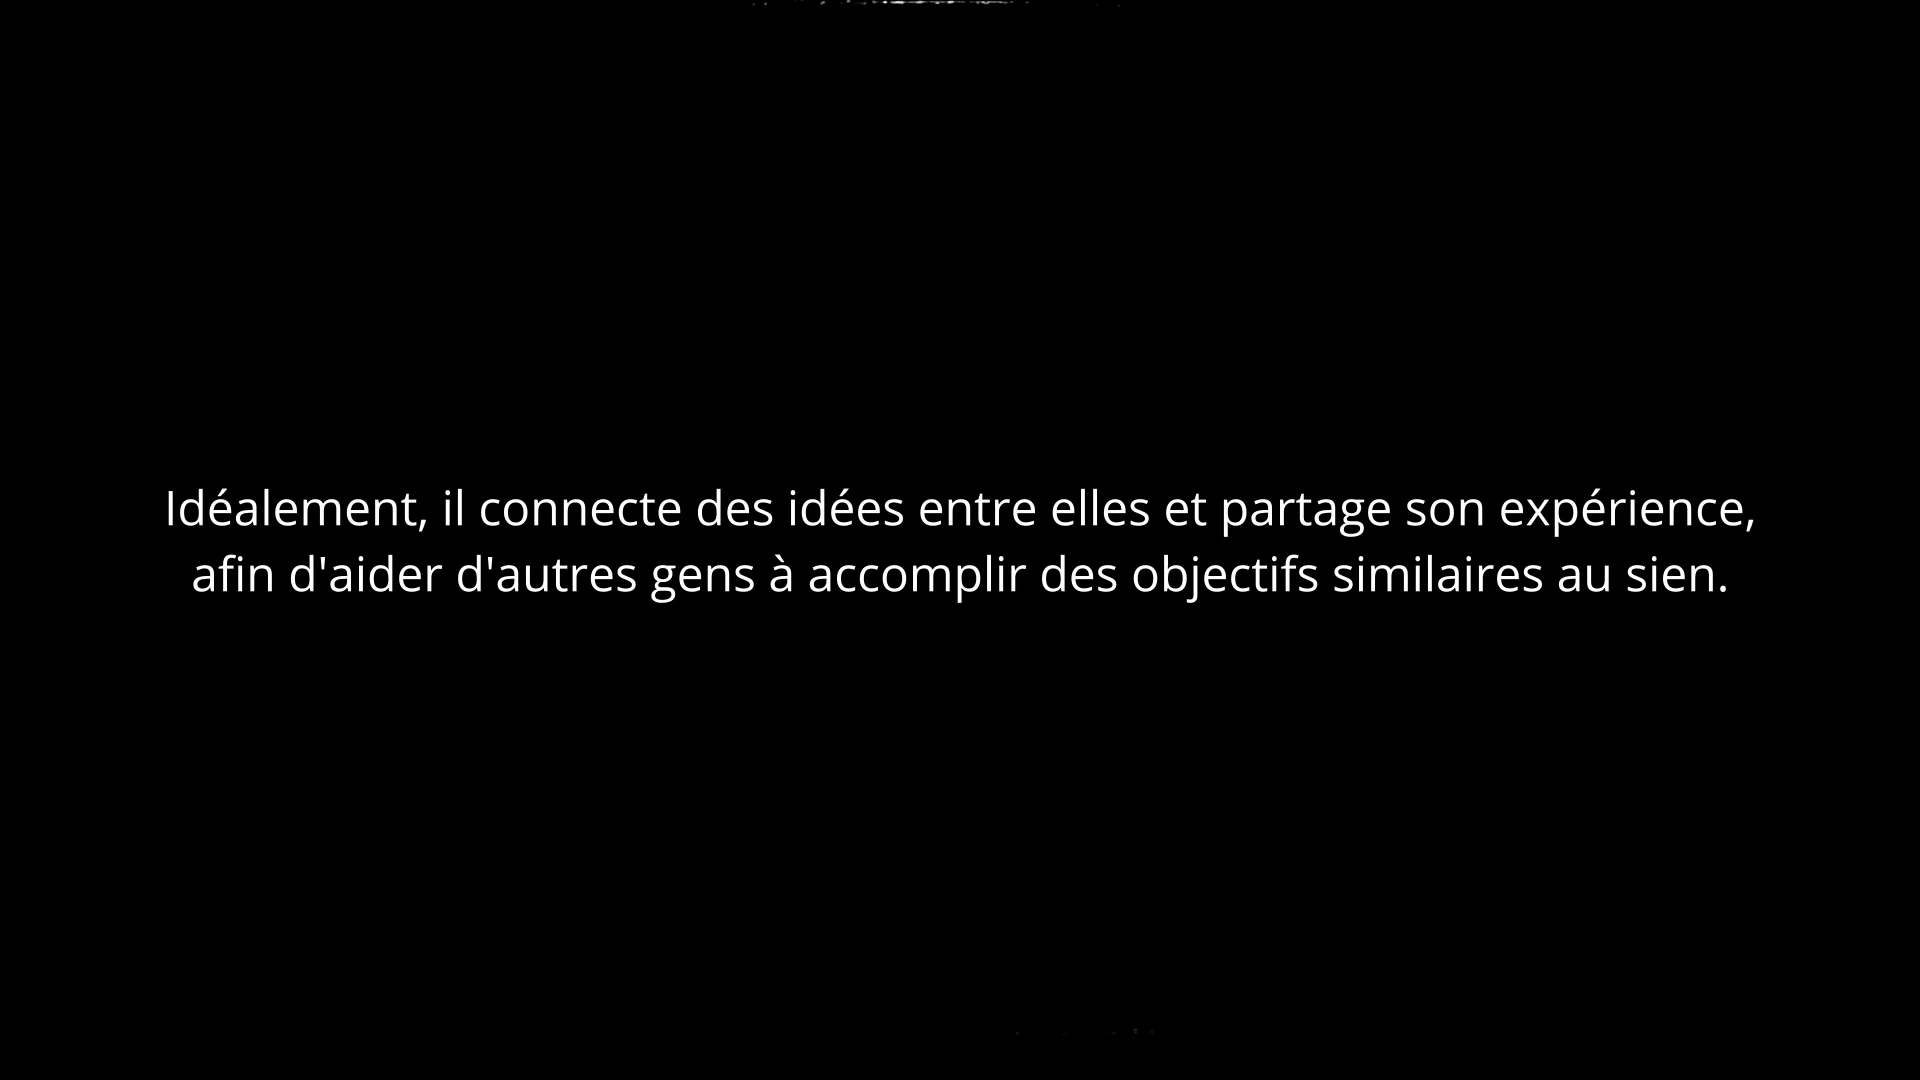 Idéalement, il connecte des idées entre elles et partage son expérience,
afin d'aider d'autres gens à accomplir des objectifs similaires au sien.